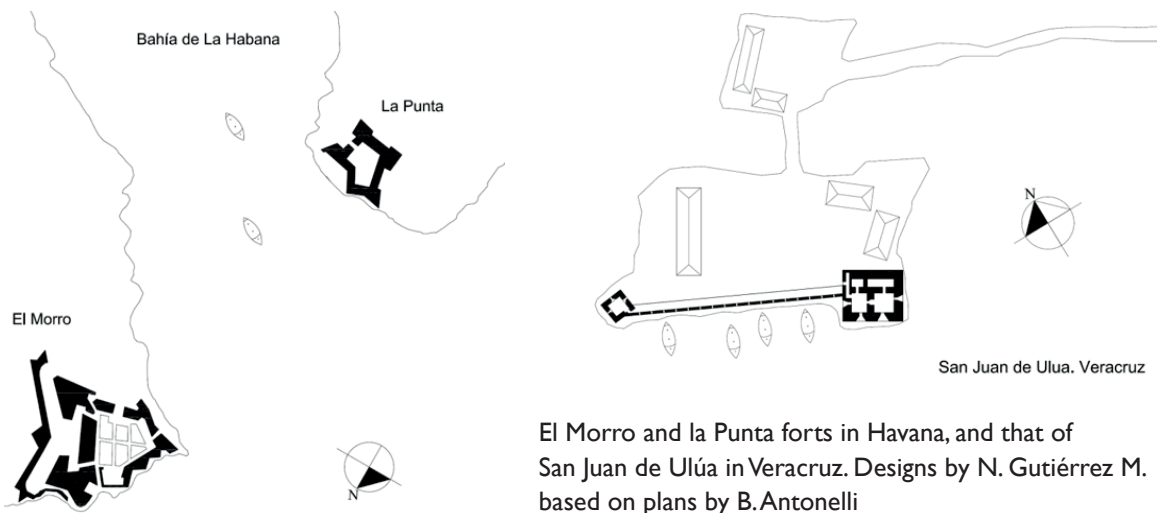 Bahía de La Habana
La Punta
El Morro
N
N
San Juan de Ulua. Veracruz
El Morro and la Punta forts in Havana, and that of
San Juan de Ulúa in Veracruz. Designs by N. Gutiérrez M.
based on plans by B. Antonelli